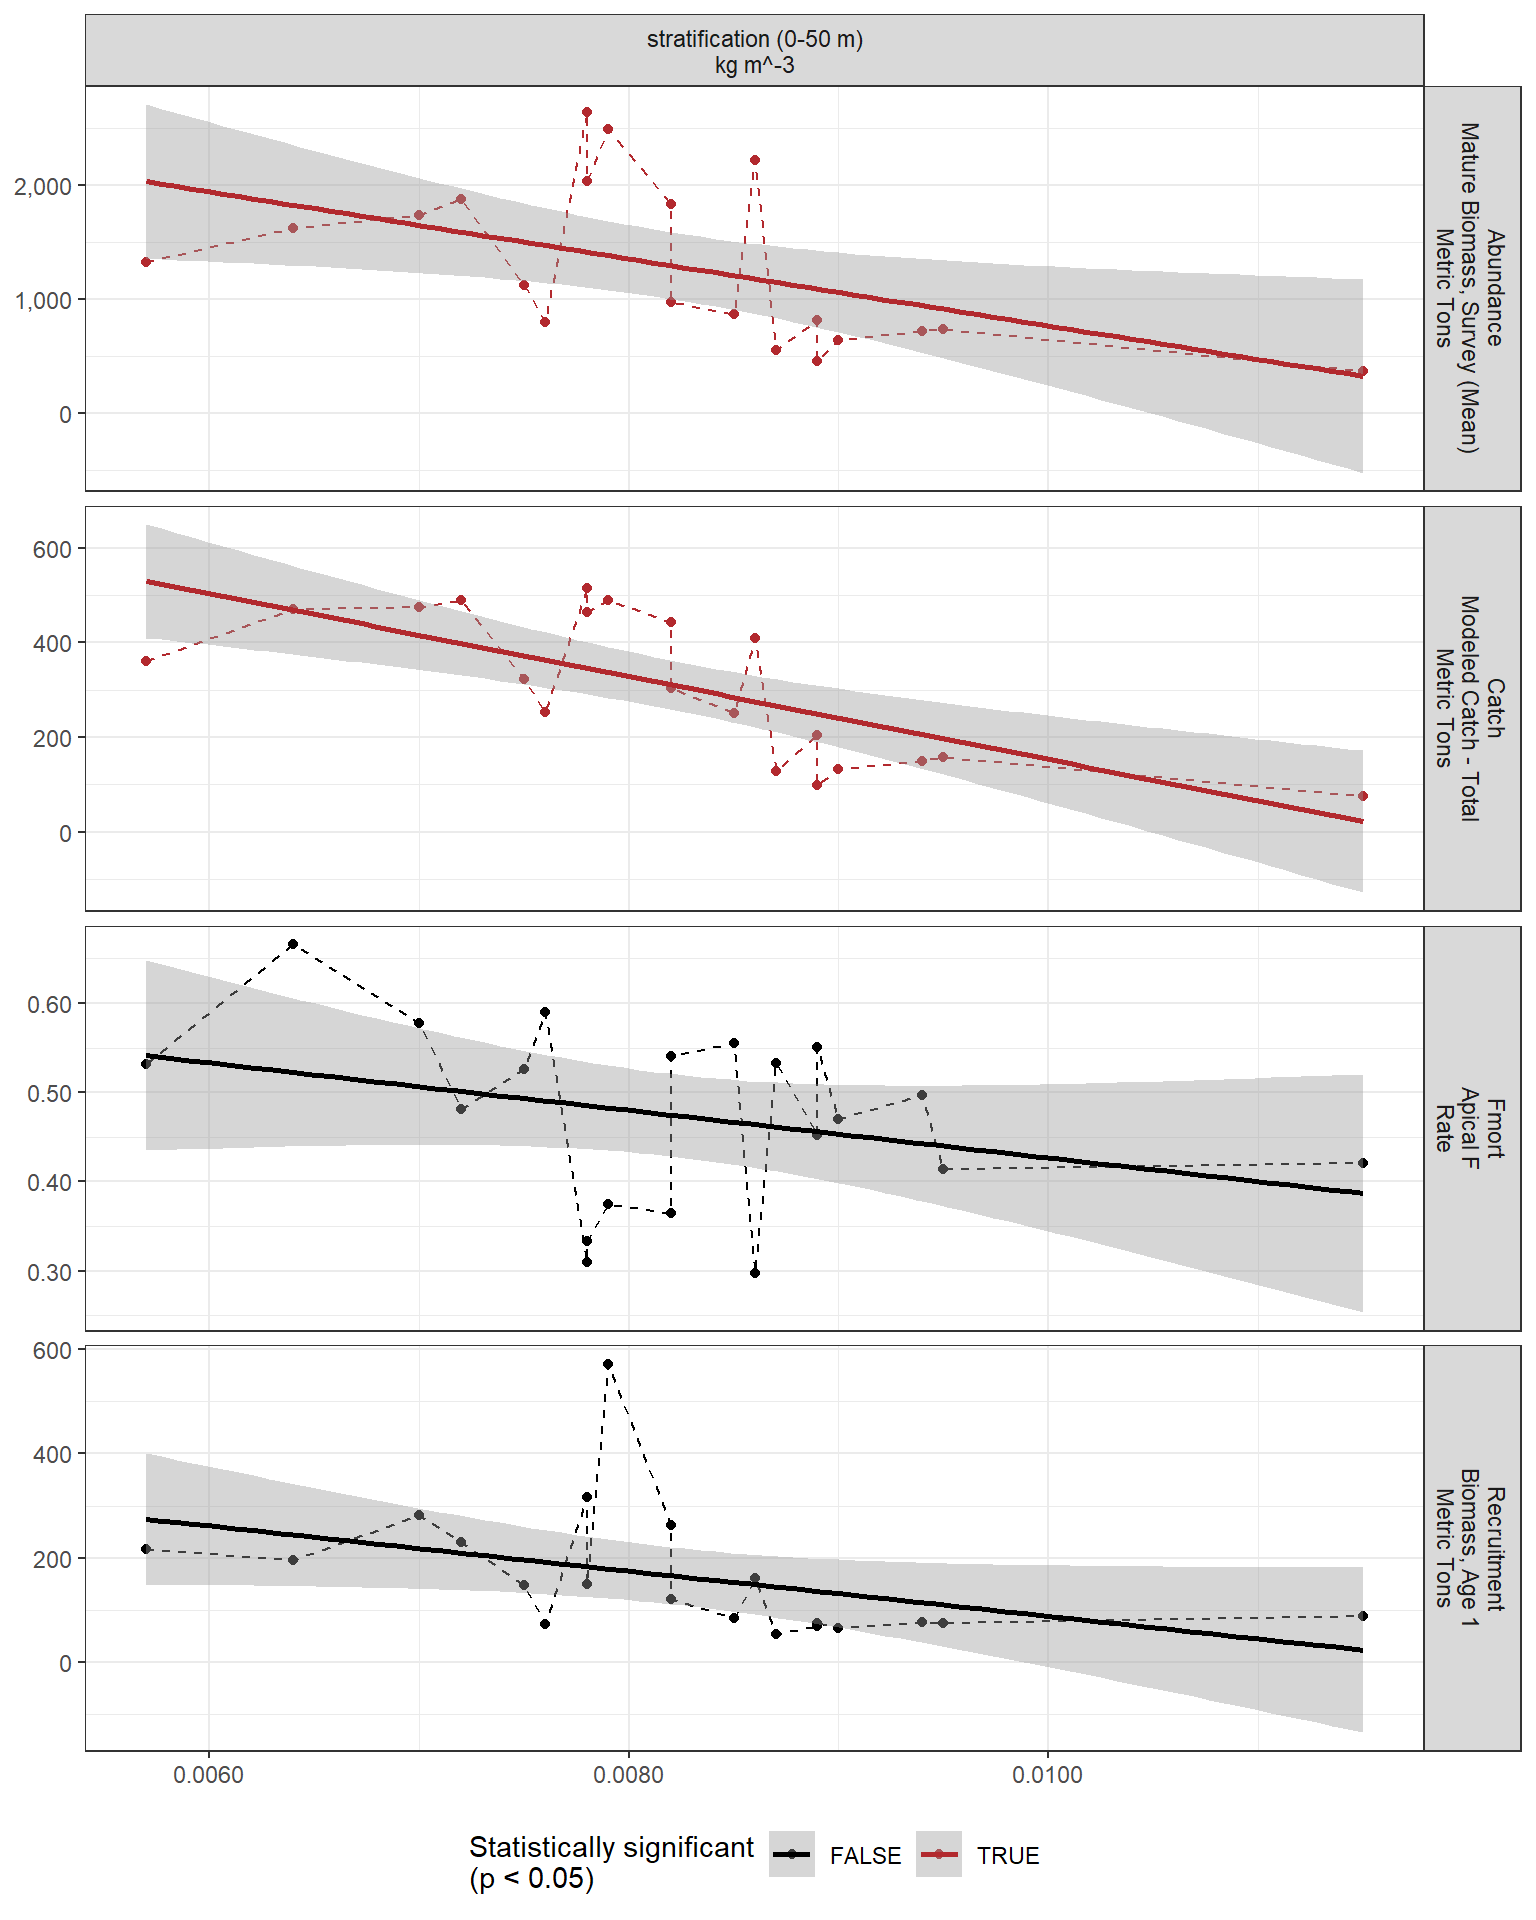 stratification (0-50 m)
kg m^-3
2,000
1,000
0
Abundance
Mature Biomass, Survey (Mean)
Metric Tons
600
400
200
0
Catch
Modeled Catch - Total
Metric Tons
0.60
0.50
0.40
0.30
Fmort
Apical F
Rate
600
400
200
0
Recruitment
Biomass, Age 1
Metric Tons
0.0060
0.0080
0.0100
Statistically significant
(p < 0.05)
FALSE
TRUE